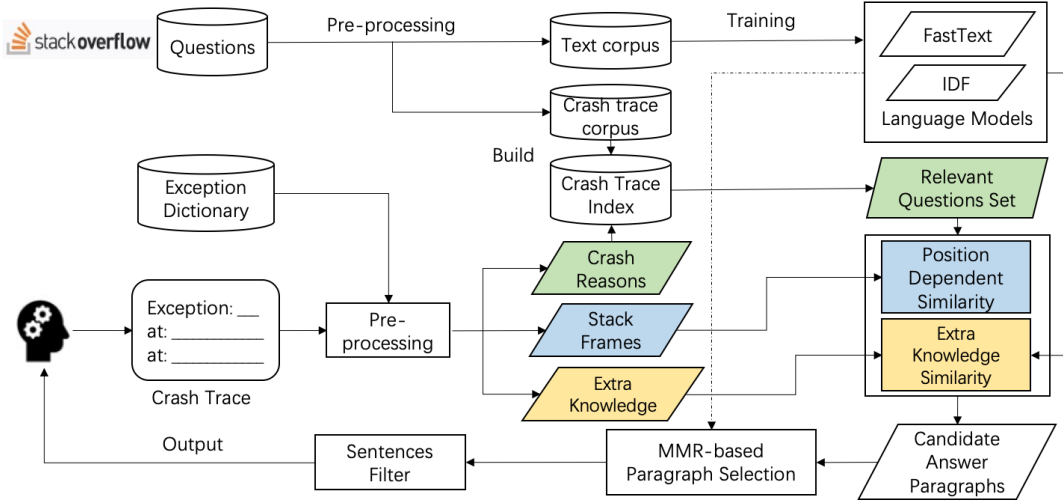 stackoverflow
Questions
Pre-processing
Text corpus
Training
FastText
IDF
Language Models
Crash trace
corpus
Build
Crash Trace
Index
Exception
Dictionary
Relevant
Questions Set
Crash
Reasons
Position
Dependent
Similarity
Exception: __
at: __________
at: __________
Crash Trace
Pre-
processing
Stack
Frames
Extra
Knowledge
Similarity
Extra
Knowledge
Output
Sentences
Filter
MMR-based
Paragraph Selection
Candidate
Answer
Paragraphs